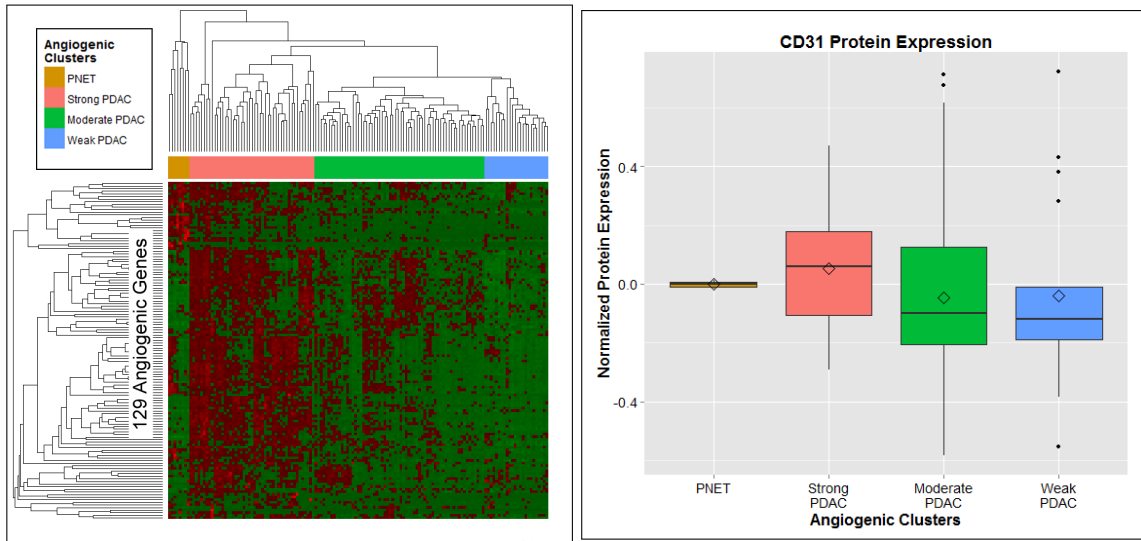 Angiogenic
Clusters
PNET
Strong PDAC
Moderate PDAC
Weak PDAC
129 Angiogenic Genes
CD31 Protein Expression
Normalized Protein Expression
0.4
0.0
-0.4
PNET
Strong
PDAC
Moderate
PDAC
Weak
PDAC
Angiogenic Clusters